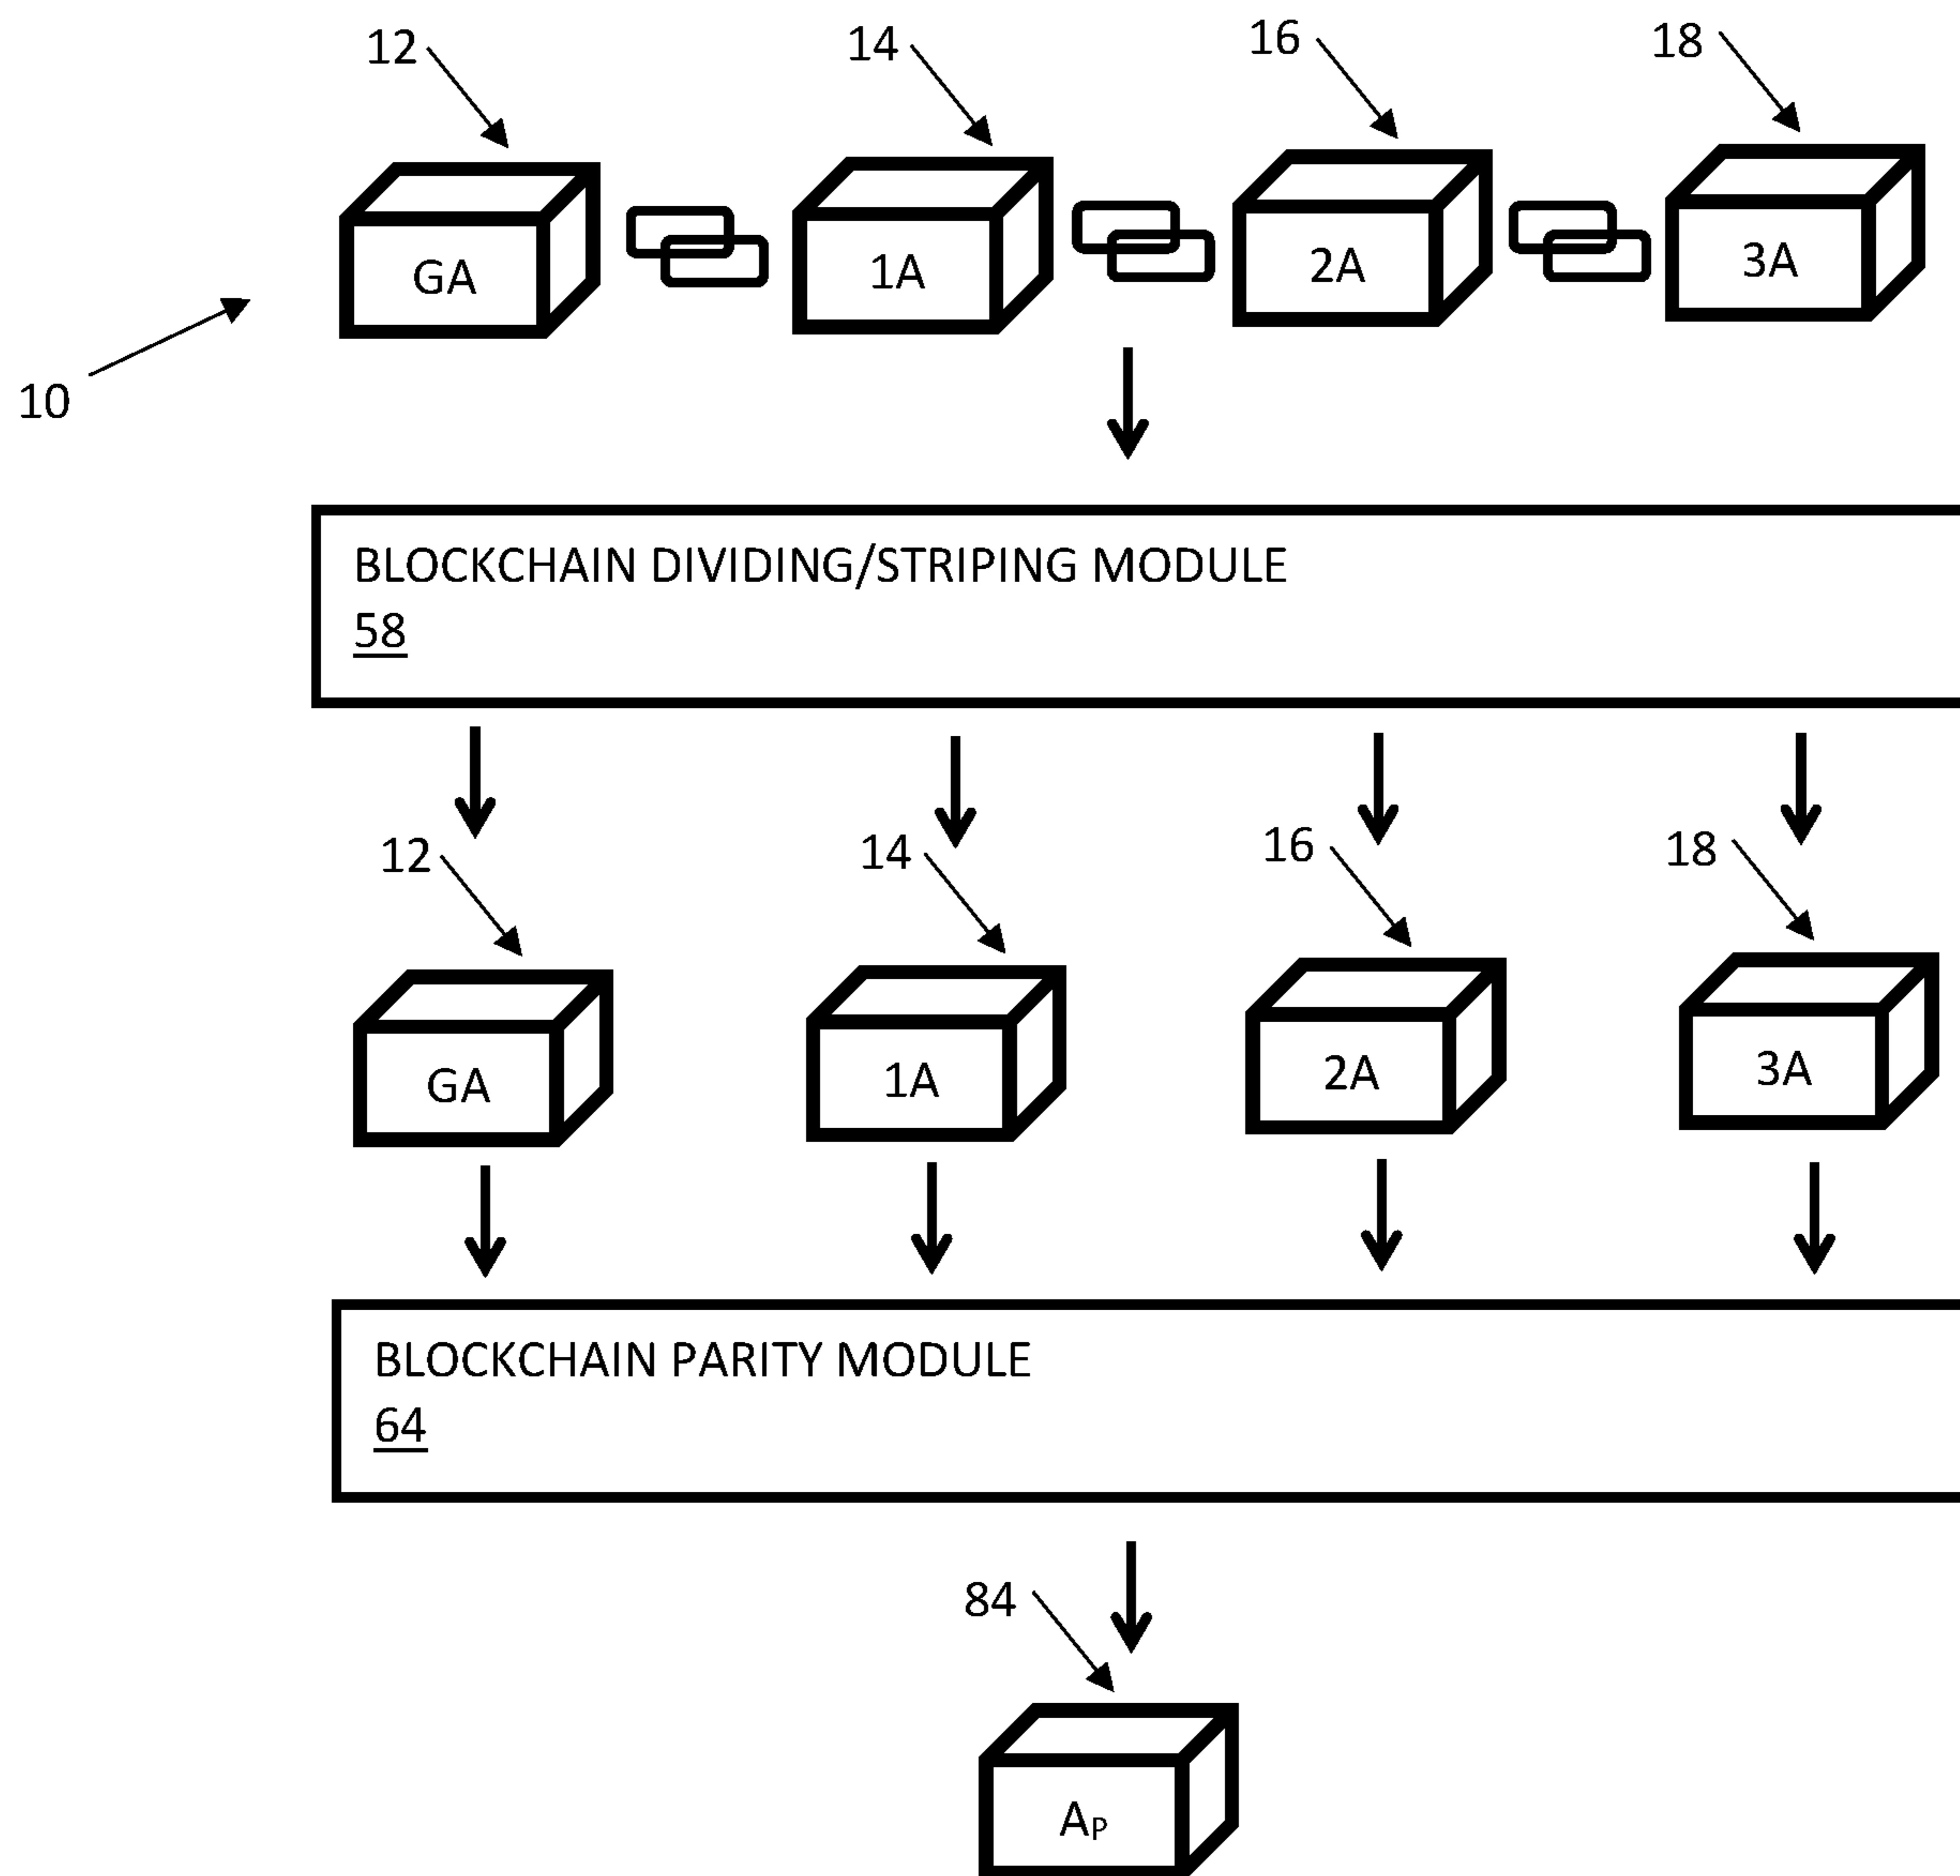 12
14
16
18
GA
1A
2A
3A
10
BLOCKCHAIN DIVIDING/STRIPING MODULE
58
12
14
16
18
GA
1A
2A
3A
BLOCKCHAIN PARITY MODULE
64
84
AP